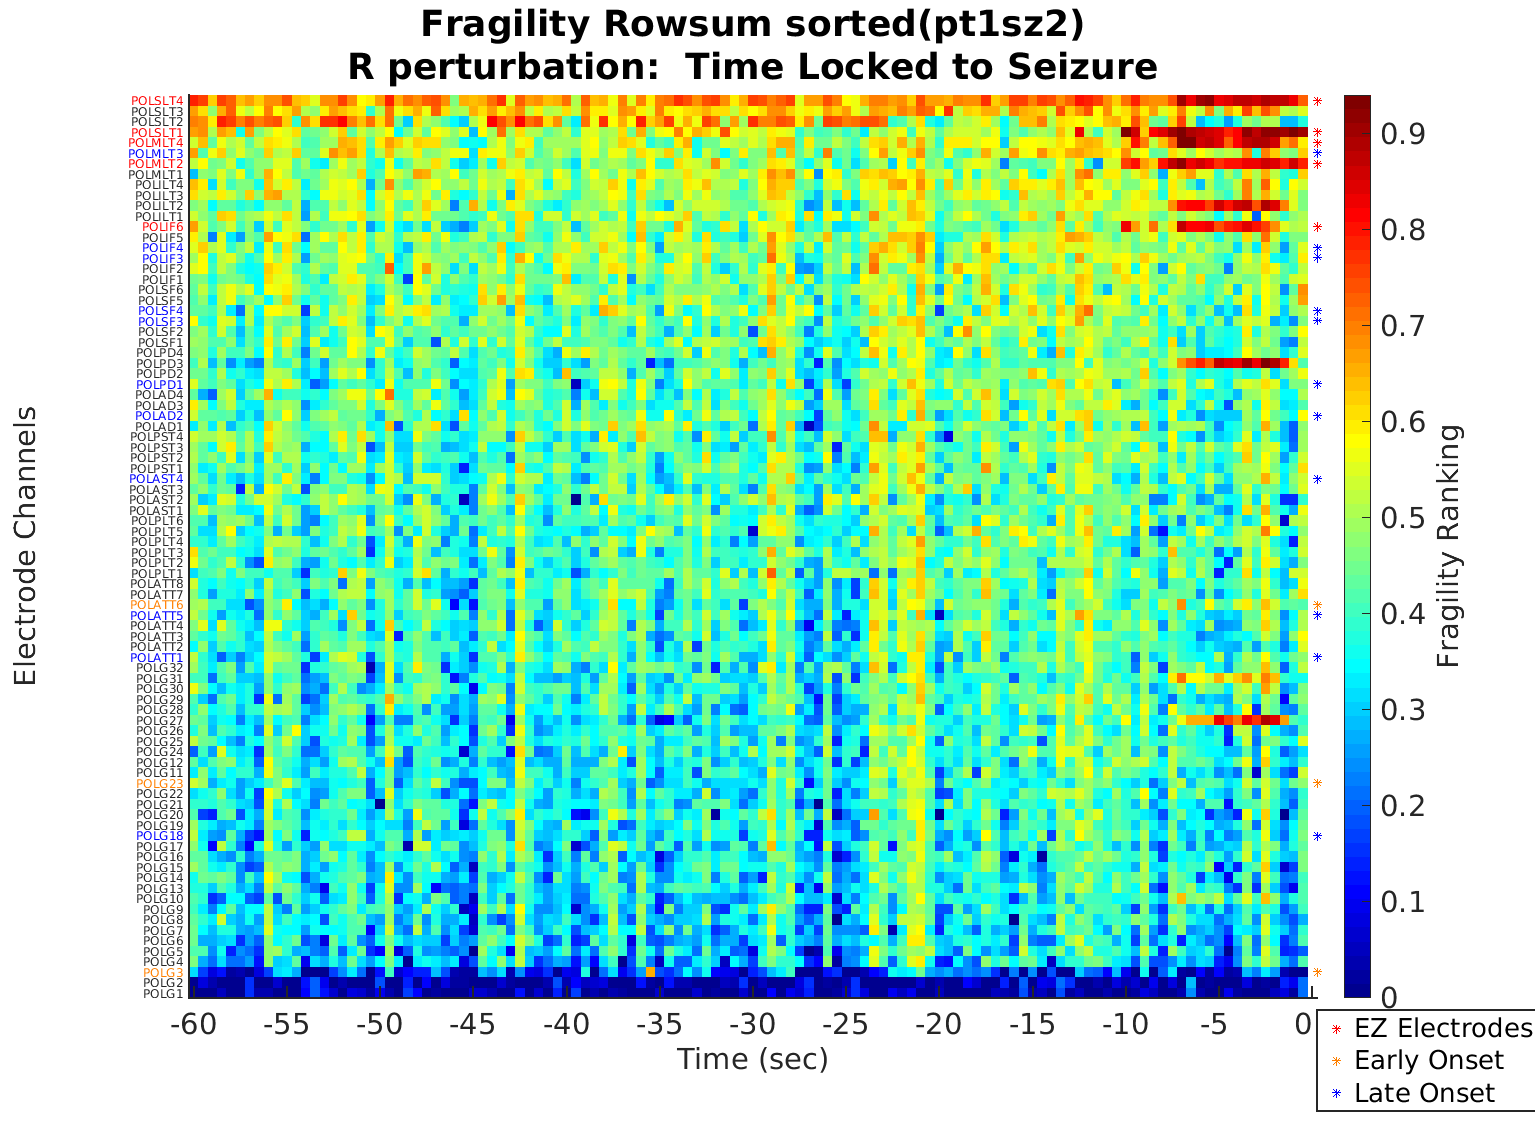 Fragility Rowsum sorted(pt1sz2)
R perturbation:  Time Locked to Seizure
Electrode Channels
POLSLT4
POLSLT3
POLSLT2
POLSLT1
POLMLT4
POLMLT3
POLMLT2
POLMLT1
POLILT4
POLILT3
POLILT2
POLILT1
POLIF6
POLIF5
POLIF4
POLIF3
POLIF2
POLIF1
POLSF6
POLSF5
POLSF4
POLSF3
POLSF2
POLSF1
POLPD4
POLPD3
POLPD2
POLPD1
POLAD4
POLAD3
POLAD2
POLAD1
POLPST4
POLPST3
POLPST2
POLPST1
POLAST4
POLAST3
POLAST2
POLAST1
POLPLT6
POLPLT5
POLPLT4
POLPLT3
POLPLT2
POLPLT1
POLATT8
POLATT7
POLATT6
POLATT5
POLATT4
POLATT3
POLATT2
POLATT1
POLG32
POLG31
POLG30
POLG29
POLG28
POLG27
POLG26
POLG25
POLG24
POLG12
POLG11
POLG23
POLG22
POLG21
POLG20
POLG19
POLG18
POLG17
POLG16
POLG15
POLG14
POLG13
POLG10
POLG9
POLG8
POLG7
POLG6
POLG5
POLG4
POLG3
POLG2
POLG1
-60 -55 -50 -45 -40 -35 -30 -25 -20 -15 -10 -5 0
Time (sec)
0.9
0.8
0.7
0.6
0.5
0.4
0.3
0.2
0.1
0
Fragility Ranking
EZ Electrodes
Early Onset
Late Onset